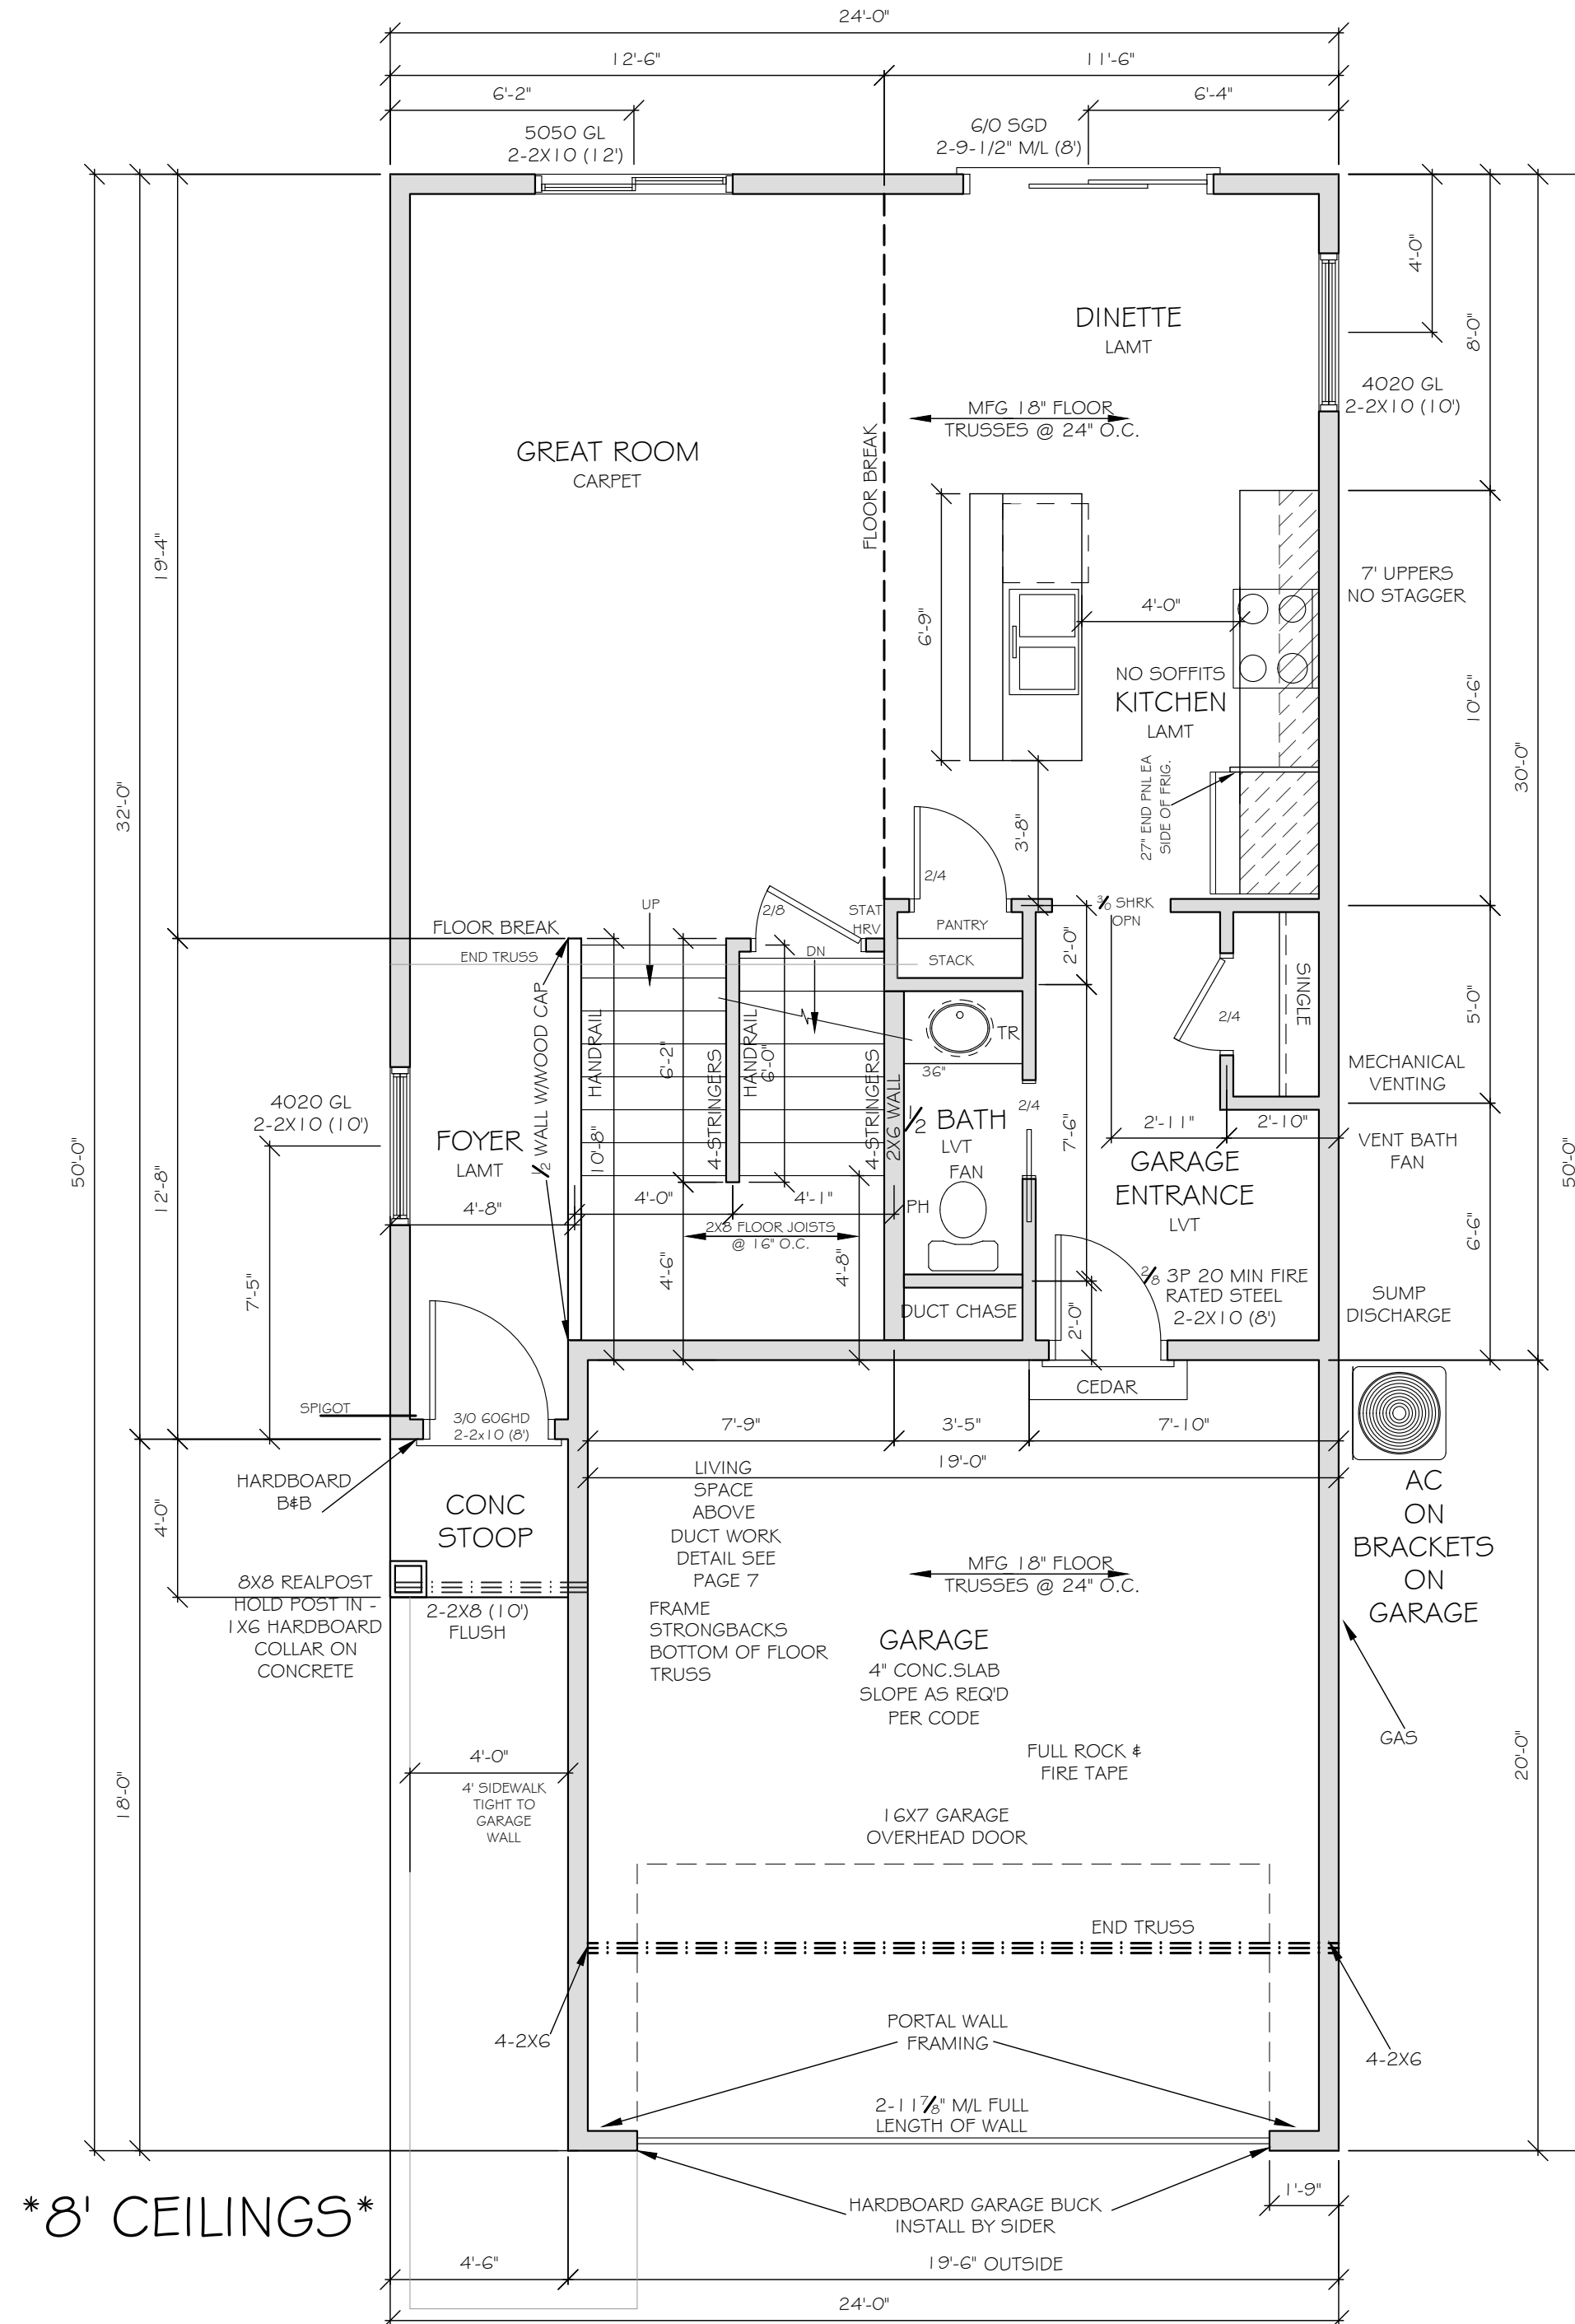 24'-0"
12'-6"
11'-6"
6'-2"
6'-4"
5050 GL
2-2X10 (12')
6/0 SGD
2-9-1/2" M/L (8')
4'-0"
8'-0"
DINETTE
LAMT
4020 GL
2-2X10 (10')
MFG 18" FLOOR
TRUSSES @ 24" O.C.
GREAT ROOM
CARPET
FLOOR BREAK
19'-4"
32'-0"
50'-0"
6'-9"
4'-0"
7' UPPERS
NO STAGGER
NO SOFFITS
KITCHEN
LAMT
10'-6"
30'-0"
27" END PNL EA
SIDE OF FRIG.
3'-8"
2/4
3/0 SHRK
OPN
PANTRY
STACK
STAT
HRV
2/8
UP
DN
FLOOR BREAK
END TRUSS
1/2 WALL W/WOOD CAP
HANDRAIL
6'-2"
10'-8"
4-STRINGERS
HANDRAIL
6'-0"
4-STRINGERS
2X6 WALL
2'-0"
TR
36"
2/4
1/2 BATH
LVT
FAN
PH
7'-6"
SINGLE
2/4
5'-0"
MECHANICAL
VENTING
2'-11"
2'-10"
VENT BATH
FAN
GARAGE
ENTRANCE
LVT
6'-6"
50'-0"
4020 GL
2-2X10 (10')
FOYER
LAMT
4'-8"
4'-0"
4'-1"
2X8 FLOOR JOISTS
@ 16" O.C.
4'-6"
4'-8"
12'-8"
7'-5"
2/8 3P 20 MIN FIRE
RATED STEEL
2-2X10 (8')
SUMP
DISCHARGE
DUCT CHASE
2'-0"
CEDAR
SPIGOT
3/0 606HD
2-2x10 (8')
HARDBOARD
B&B
7'-9"
3'-5"
7'-10"
19'-0"
LIVING
SPACE
ABOVE
DUCT WORK
DETAIL SEE
PAGE 7
CONC
STOOP
4'-0"
AC
ON
BRACKETS
ON
GARAGE
8X8 REALPOST
HOLD POST IN -
1X6 HARDBOARD
COLLAR ON
CONCRETE
2-2X8 (10')
FLUSH
MFG 18" FLOOR
TRUSSES @ 24" O.C.
FRAME
STRONGBACKS
BOTTOM OF FLOOR
TRUSS
GARAGE
4" CONC.SLAB
SLOPE AS REQ'D
PER CODE
GAS
FULL ROCK &
FIRE TAPE
4'-0"
4' SIDEWALK
TIGHT TO
GARAGE
WALL
18'-0"
20'-0"
16X7 GARAGE
OVERHEAD DOOR
END TRUSS
4-2X6
PORTAL WALL
FRAMING
4-2X6
2-11 7/8" M/L FULL
LENGTH OF WALL
1'-9"
HARDBOARD GARAGE BUCK
INSTALL BY SIDER
*8' CEILINGS*
4'-6"
19'-6" OUTSIDE
24'-0"